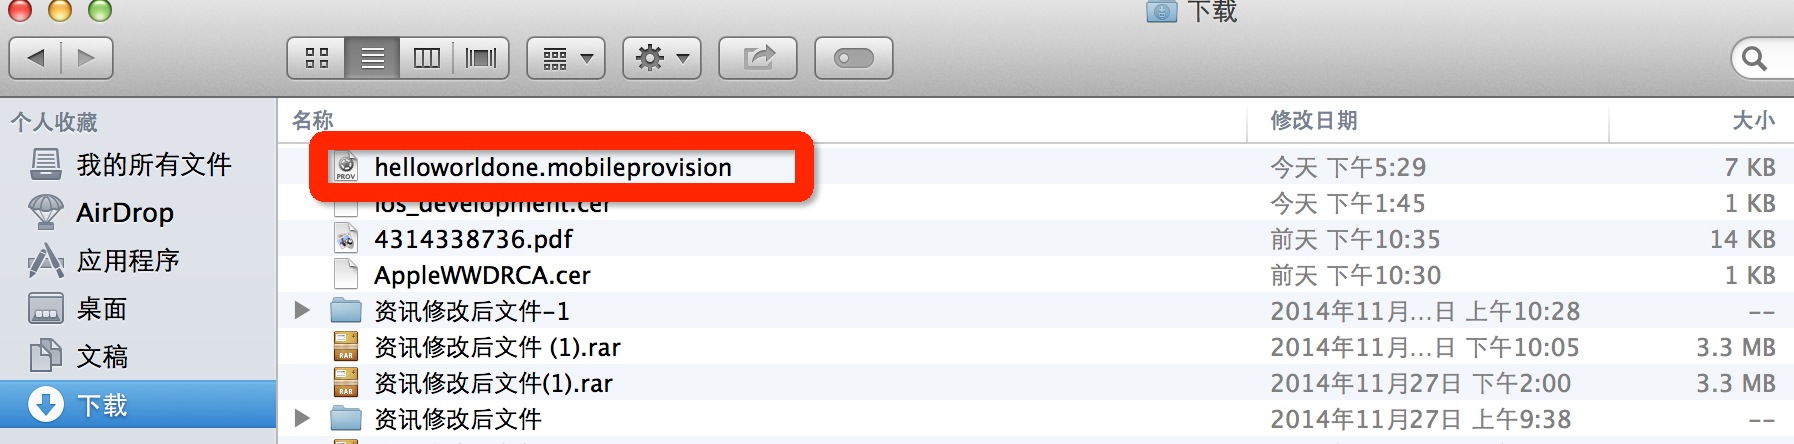 下载
个人收藏
我的所有文件
AirDrop
应用程序
桌面
文稿
下载
名称 修改日期 大小
PROV helloworldone.mobileprovision 今天 下午5:29 7 KB
ios_development.cer 今天 下午1:45 1 KB
4314338736.pdf 前天 下午10:35 14 KB
AppleWWDRCA.cer 前天 下午10:30 1 KB
资讯修改后文件-1 2014年11月...日 上午10:28 --
RAR 资讯修改后文件 (1).rar 2014年11月...日 下午10:05 3.3 MB
RAR 资讯修改后文件(1).rar 2014年11月27日 下午2:00 3.3 MB
资讯修改后文件 2014年11月27日 上午9:38 --